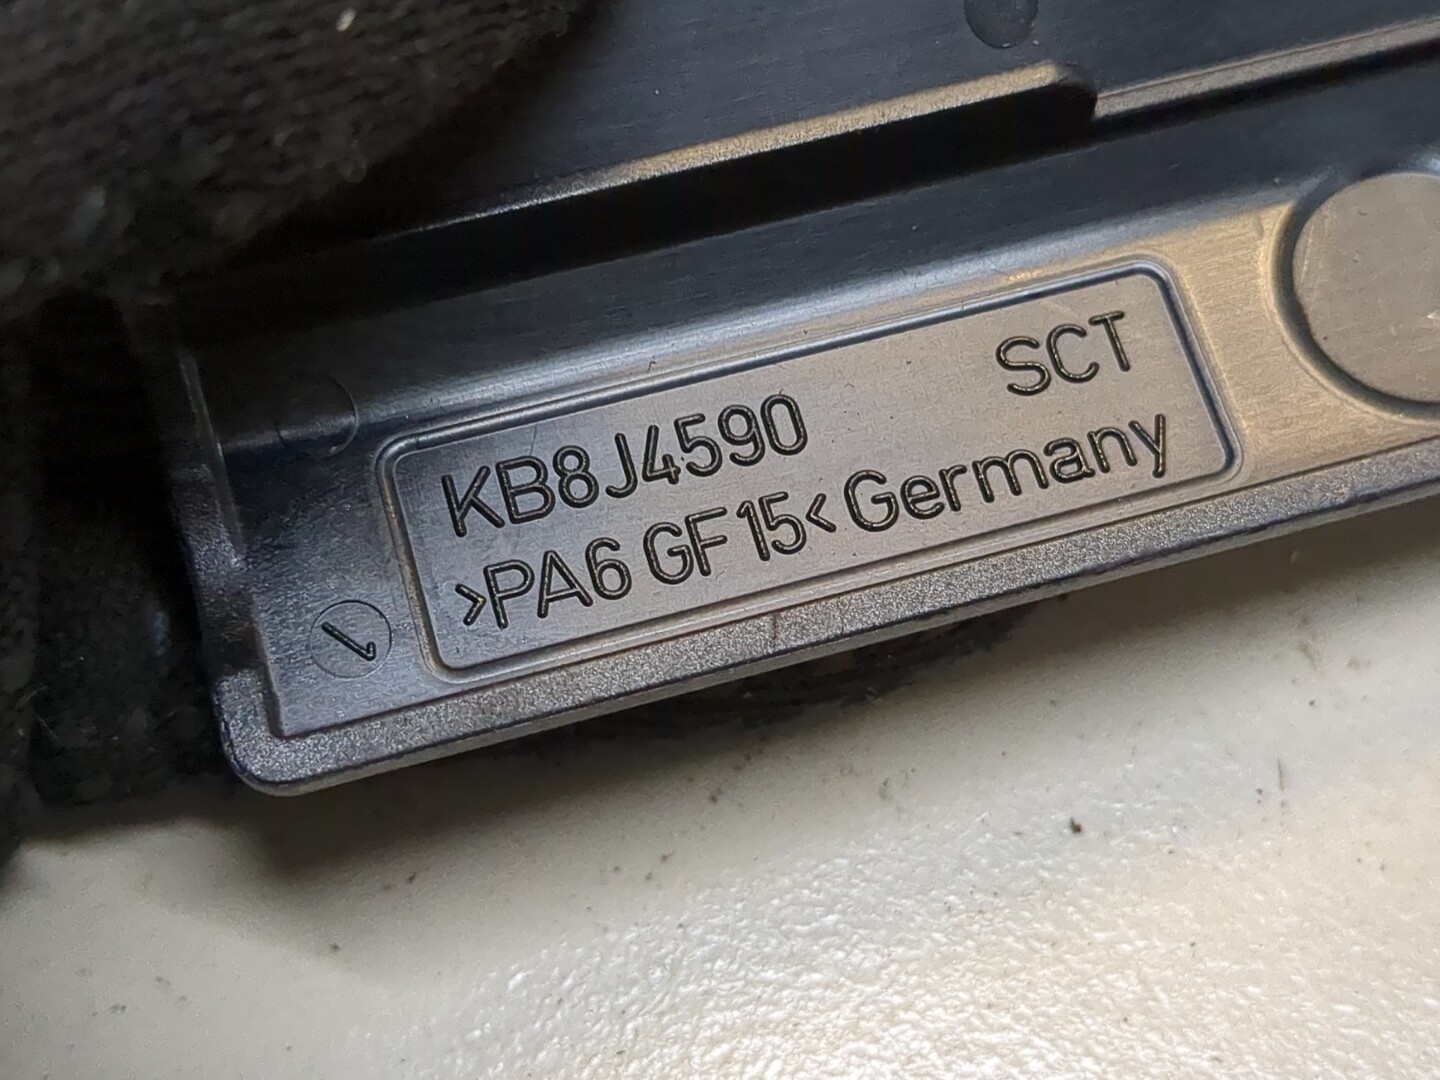 KB8J4590 SCT
>PA6 GF15< Germany